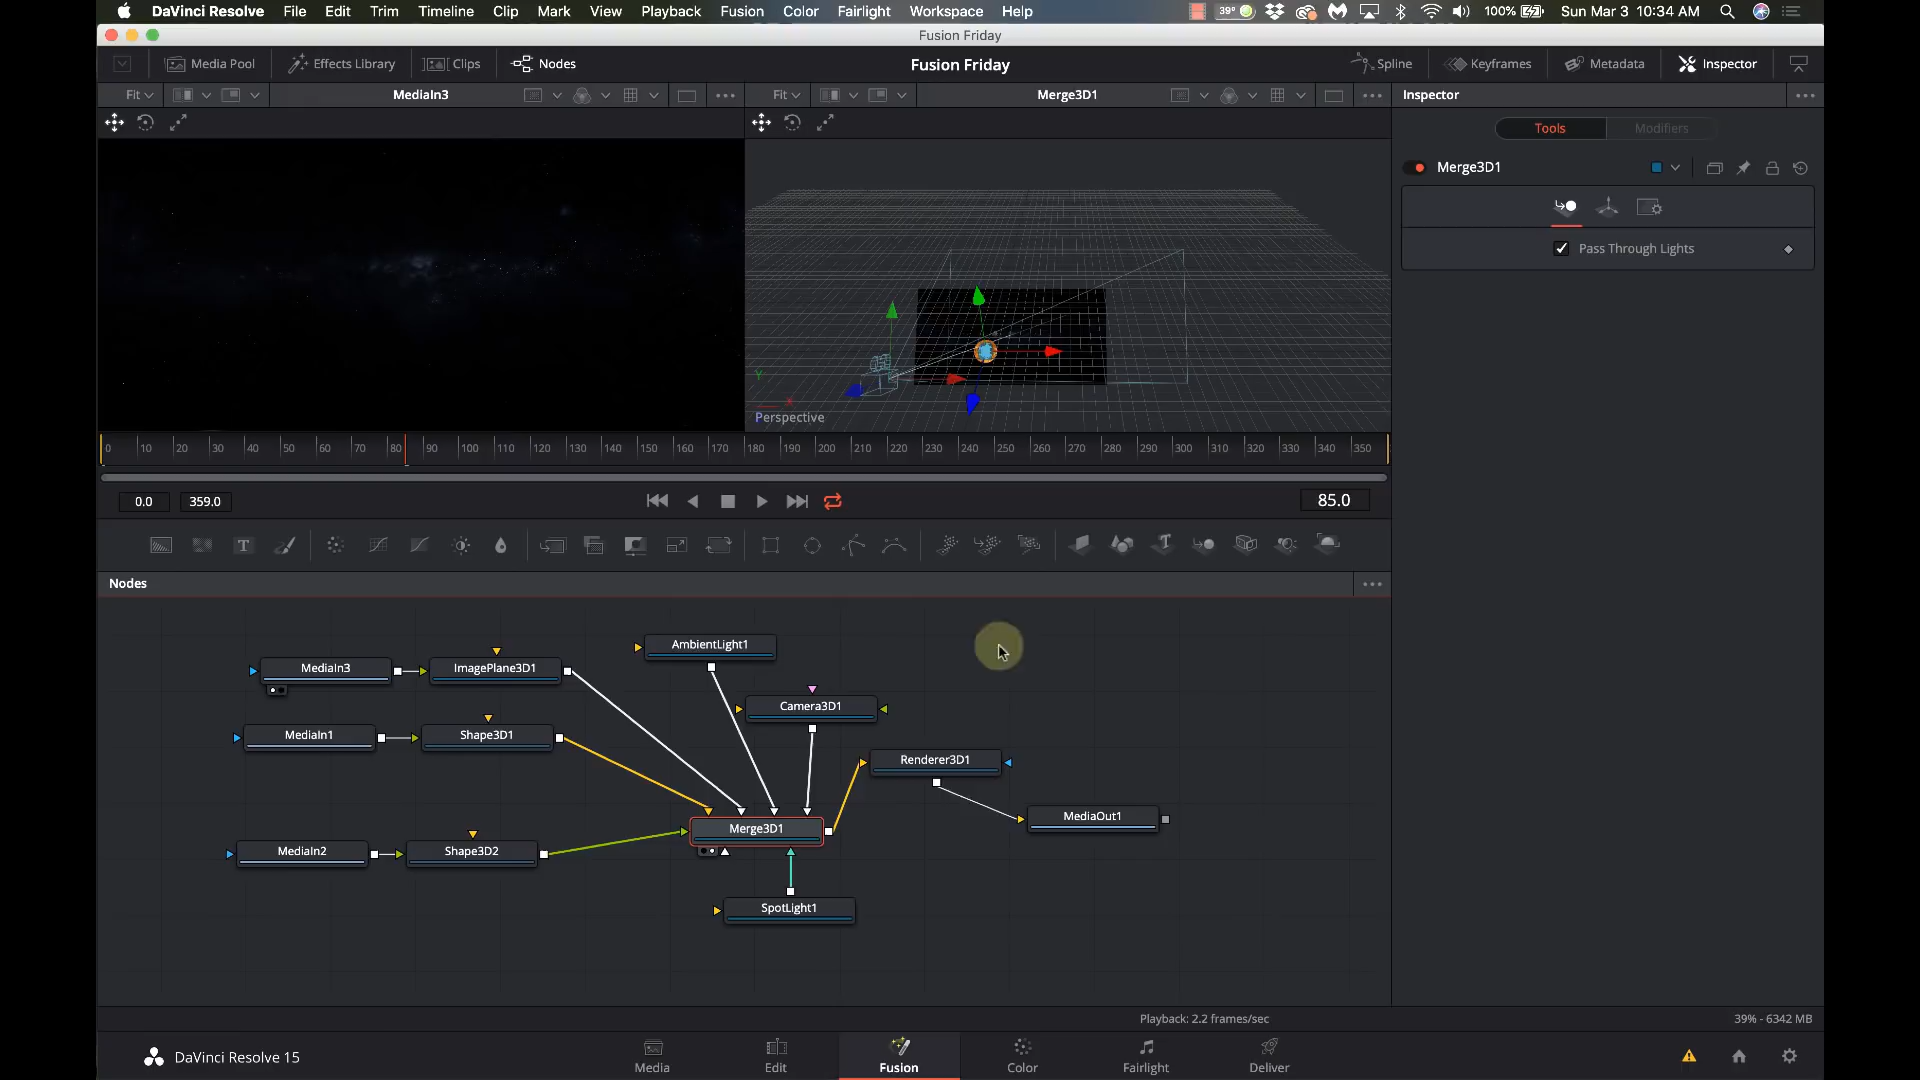 DaVinci Resolve File Edit Trim Timeline Clip Mark View Playback Fusion Color Fairlight Workspace Help 39° 100% Sun Mar 3 10:34 AM
Fusion Friday
Media Pool Effects Library Clips Nodes Fusion Friday Spline Keyframes Metadata Inspector
Fit MediaIn3 Fit Merge3D1 Inspector
Tools Modifiers
Merge3D1
Pass Through Lights
Y
X
Perspective
0 10 20 30 40 50 60 70 80 90 100 110 120 130 140 150 160 170 180 190 200 210 220 230 240 250 260 270 280 290 300 310 320 330 340 350
0.0 359.0 85.0
T T
Nodes
AmbientLight1
MediaIn3 ImagePlane3D1
Camera3D1
MediaIn1 Shape3D1
Renderer3D1
MediaOut1
Merge3D1
MediaIn2 Shape3D2
SpotLight1
Playback: 2.2 frames/sec 39% - 6342 MB
DaVinci Resolve 15 Media Edit Fusion Color Fairlight Deliver